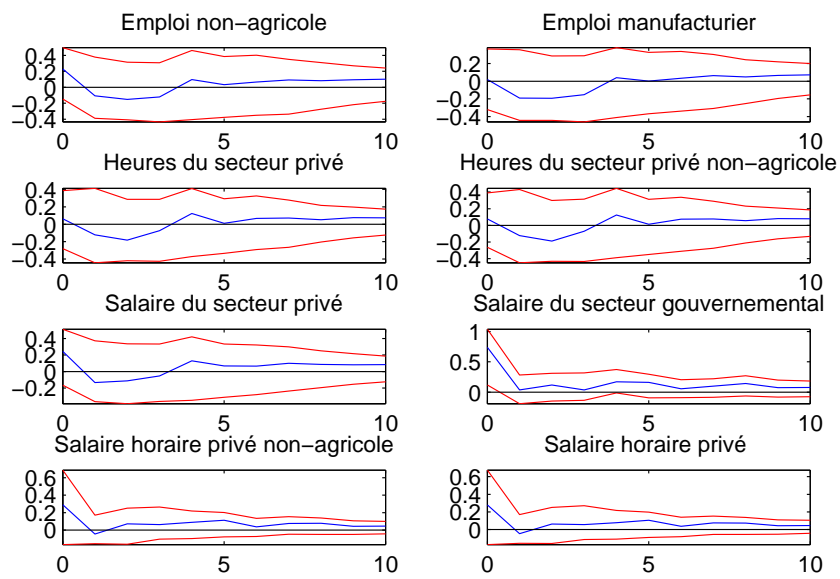 Emploi non−agricole
0.4
0.2
0
−0.2
−0.4
0 5 10
Emploi manufacturier
0.4
0.2
0
−0.2
−0.4
0 5 10
Heures du secteur privé
0.4
0.2
0
−0.2
−0.4
0 5 10
Heures du secteur privé non−agricole
0.4
0.2
0
−0.2
−0.4
0 5 10
Salaire du secteur privé
0.4
0.2
0
−0.2
0 5 10
Salaire du secteur gouvernemental
1
0.5
0
0 5 10
Salaire horaire privé non−agricole
0.6
0.4
0.2
0
0 5 10
Salaire horaire privé
0.6
0.4
0.2
0
0 5 10